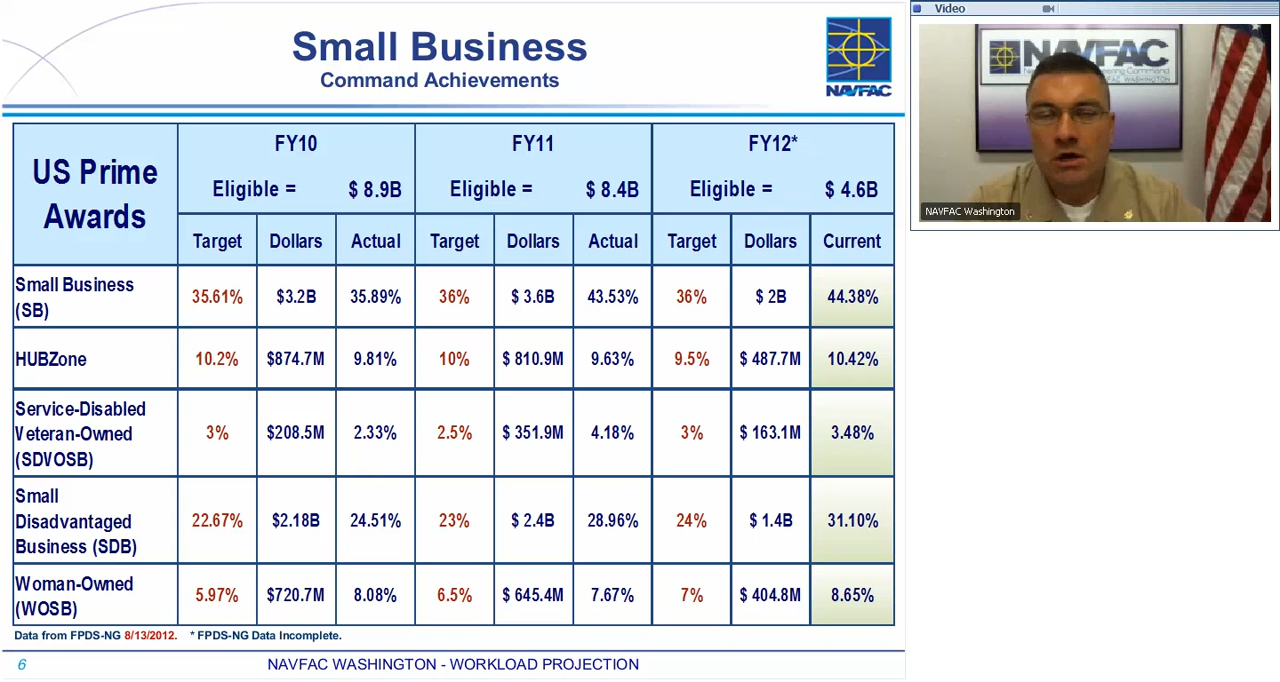 Small Business
Command Achievements
NAVFAC
US Prime
Awards
FY10
Eligible = $ 8.9B
FY11
Eligible = $ 8.4B
FY12*
Eligible = $ 4.6B
Target Dollars Actual Target Dollars Actual Target Dollars Current
Small Business
(SB)
35.61% $3.2B 35.89% 36% $ 3.6B 43.53% 36% $ 2B 44.38%
HUBZone 10.2% $874.7M 9.81% 10% $ 810.9M 9.63% 9.5% $ 487.7M 10.42%
Service-Disabled
Veteran-Owned
(SDVOSB)
3% $208.5M 2.33% 2.5% $ 351.9M 4.18% 3% $ 163.1M 3.48%
Small
Disadvantaged
Business (SDB)
22.67% $2.18B 24.51% 23% $ 2.4B 28.96% 24% $ 1.4B 31.10%
Woman-Owned
(WOSB)
5.97% $720.7M 8.08% 6.5% $ 645.4M 7.67% 7% $ 404.8M 8.65%
Data from FPDS-NG 8/13/2012. * FPDS-NG Data Incomplete.
6 NAVFAC WASHINGTON - WORKLOAD PROJECTION
Video
NAVFAC
Engineering Command
WASHINGTON
NAVFAC Washington